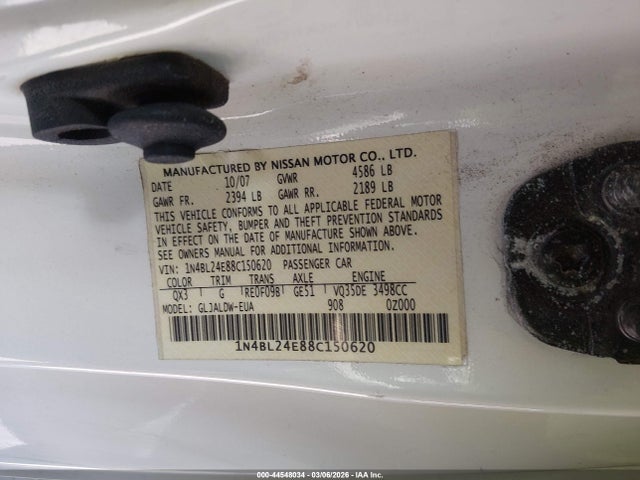 MANUFACTURED BY NISSAN MOTOR CO., LTD.
DATE 10/07 GVWR 4586 LB
GAWR FR. 2394 LB GAWR RR. 2189 LB
THIS VEHICLE CONFORMS TO ALL APPLICABLE FEDERAL MOTOR
VEHICLE SAFETY, BUMPER AND THEFT PREVENTION STANDARDS
IN EFFECT ON THE DATE OF MANUFACTURE SHOWN ABOVE.
SEE OWNERS MANUAL FOR ADDITIONAL INFORMATION.
VIN: 1N4BL24E88C150620 PASSENGER CAR
COLOR TRIM TRANS AXLE ENGINE
QX3 G RE0F09B GE51 VQ35DE 3498CC
MODEL: GLJALDW-EUA 908 0Z000
1N4BL24E88C150620
000-44548034 | 03/06/2026 | IAA Inc.